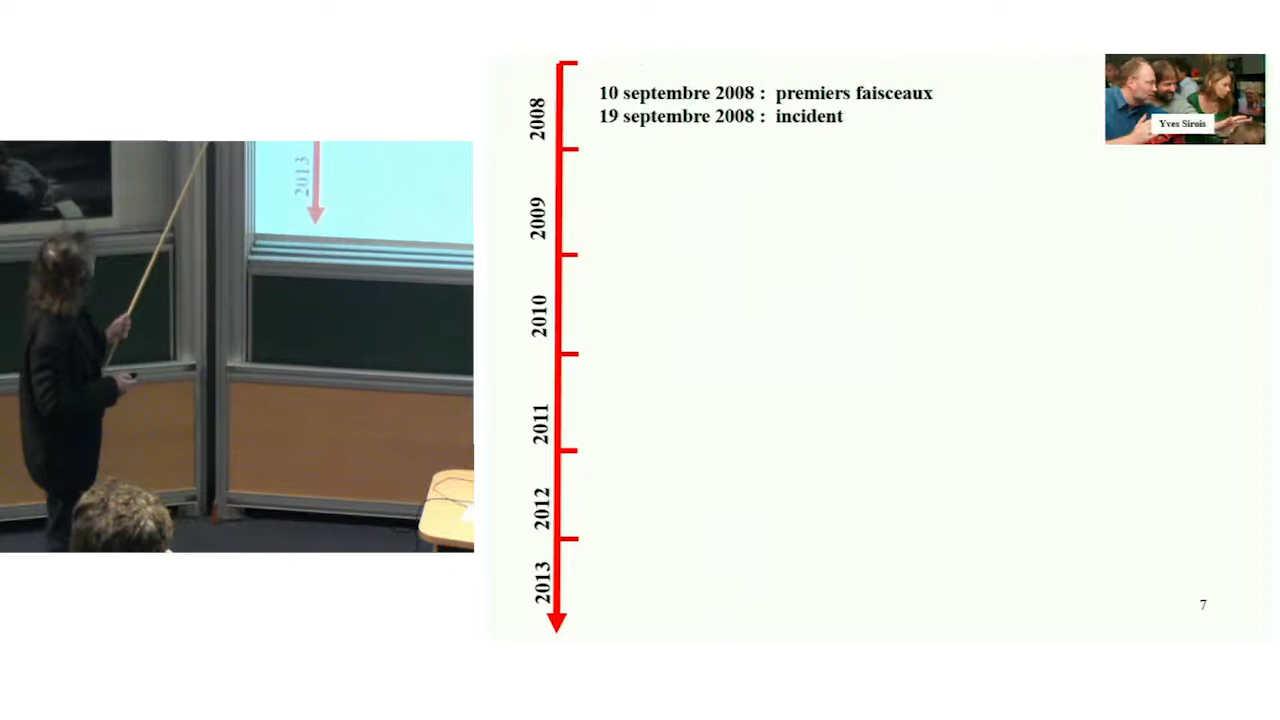 10 septembre 2008 : premiers faisceaux
19 septembre 2008 : incident
Yves Sirois
2008
2009
2010
2011
2012
2013
2013
7